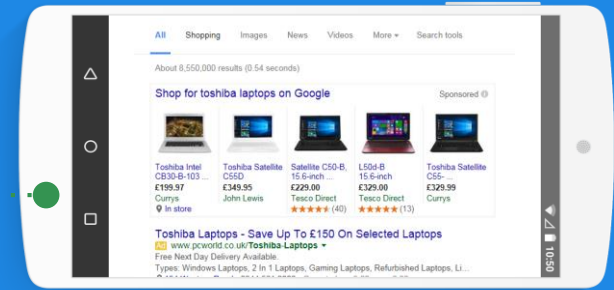 All Shopping Images News Videos More Search tools
About 8,550,000 results (0.54 seconds)
Shop for toshiba laptops on Google Sponsored
Toshiba Intel CB30-B-103 ...
£199.97
Currys
In store
Toshiba Satellite C55D
£349.95
John Lewis
Satellite C50-B, 15.6-inch ...
£229.00
Tesco Direct
(40)
L50d-B 15.6-inch
£329.00
Tesco Direct
(13)
Toshiba Satellite C55- ...
£329.99
Currys
Toshiba Laptops - Save Up To £150 On Selected Laptops
Ad www.pcworld.co.uk/Toshiba-Laptops
Free Next Day Delivery Available.
Types: Windows Laptops, 2 In 1 Laptops, Gaming Laptops, Refurbished Laptops, Li...
10:50